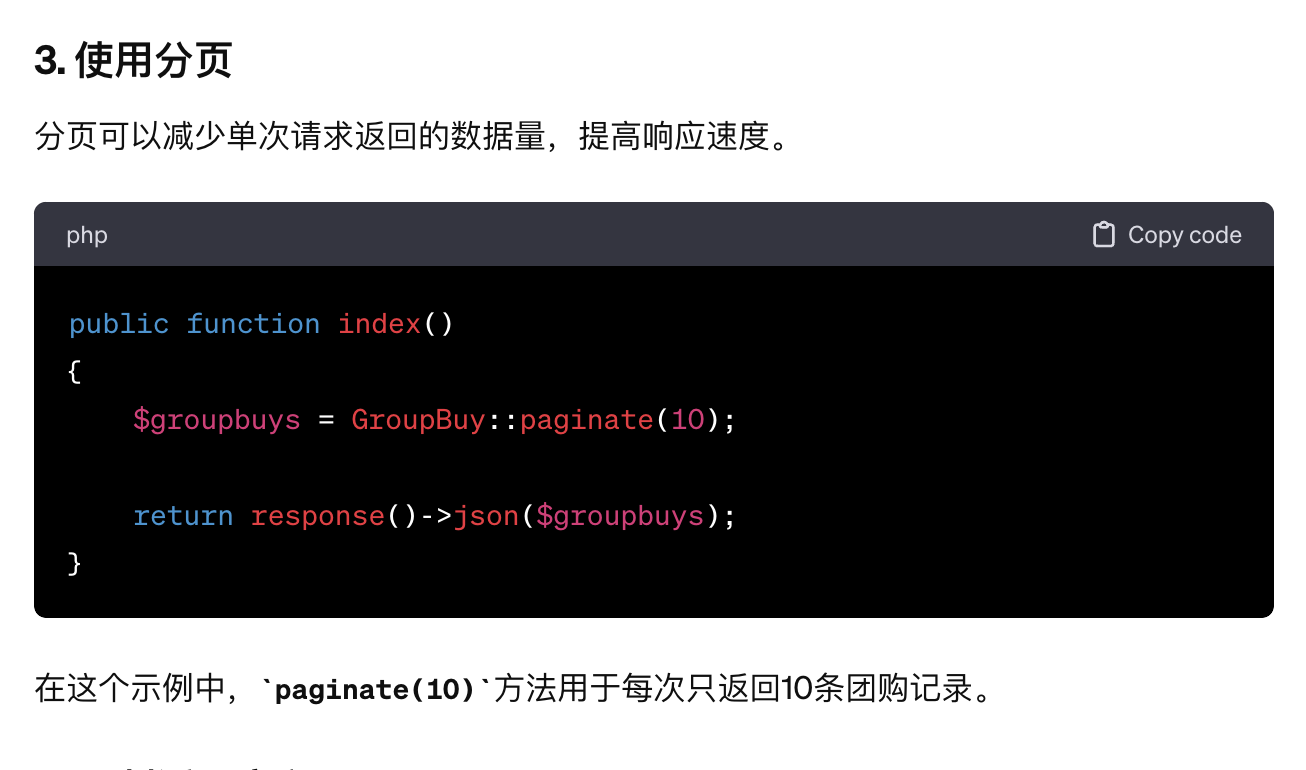 3. 使用分页
分页可以减少单次请求返回的数据量，提高响应速度。
php
Copy code
public function index()
{
    $groupbuys = GroupBuy::paginate(10);
    return response()->json($groupbuys);
}
在这个示例中，`paginate(10)`方法用于每次只返回10条团购记录。